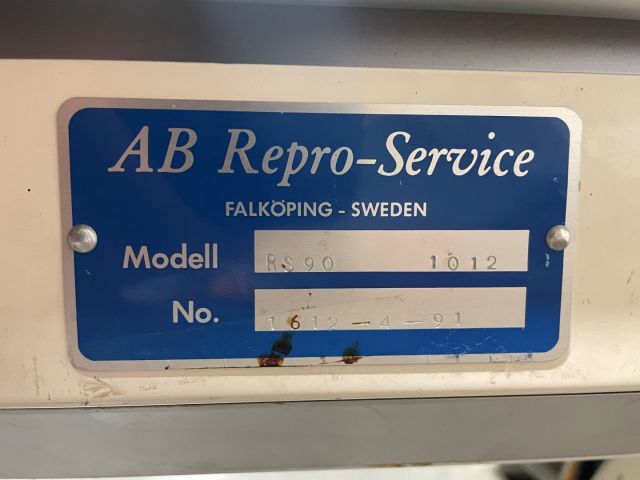 AB Repro-Service
FALKÖPING - SWEDEN
Modell RS90 1012
No. 1612-4-91